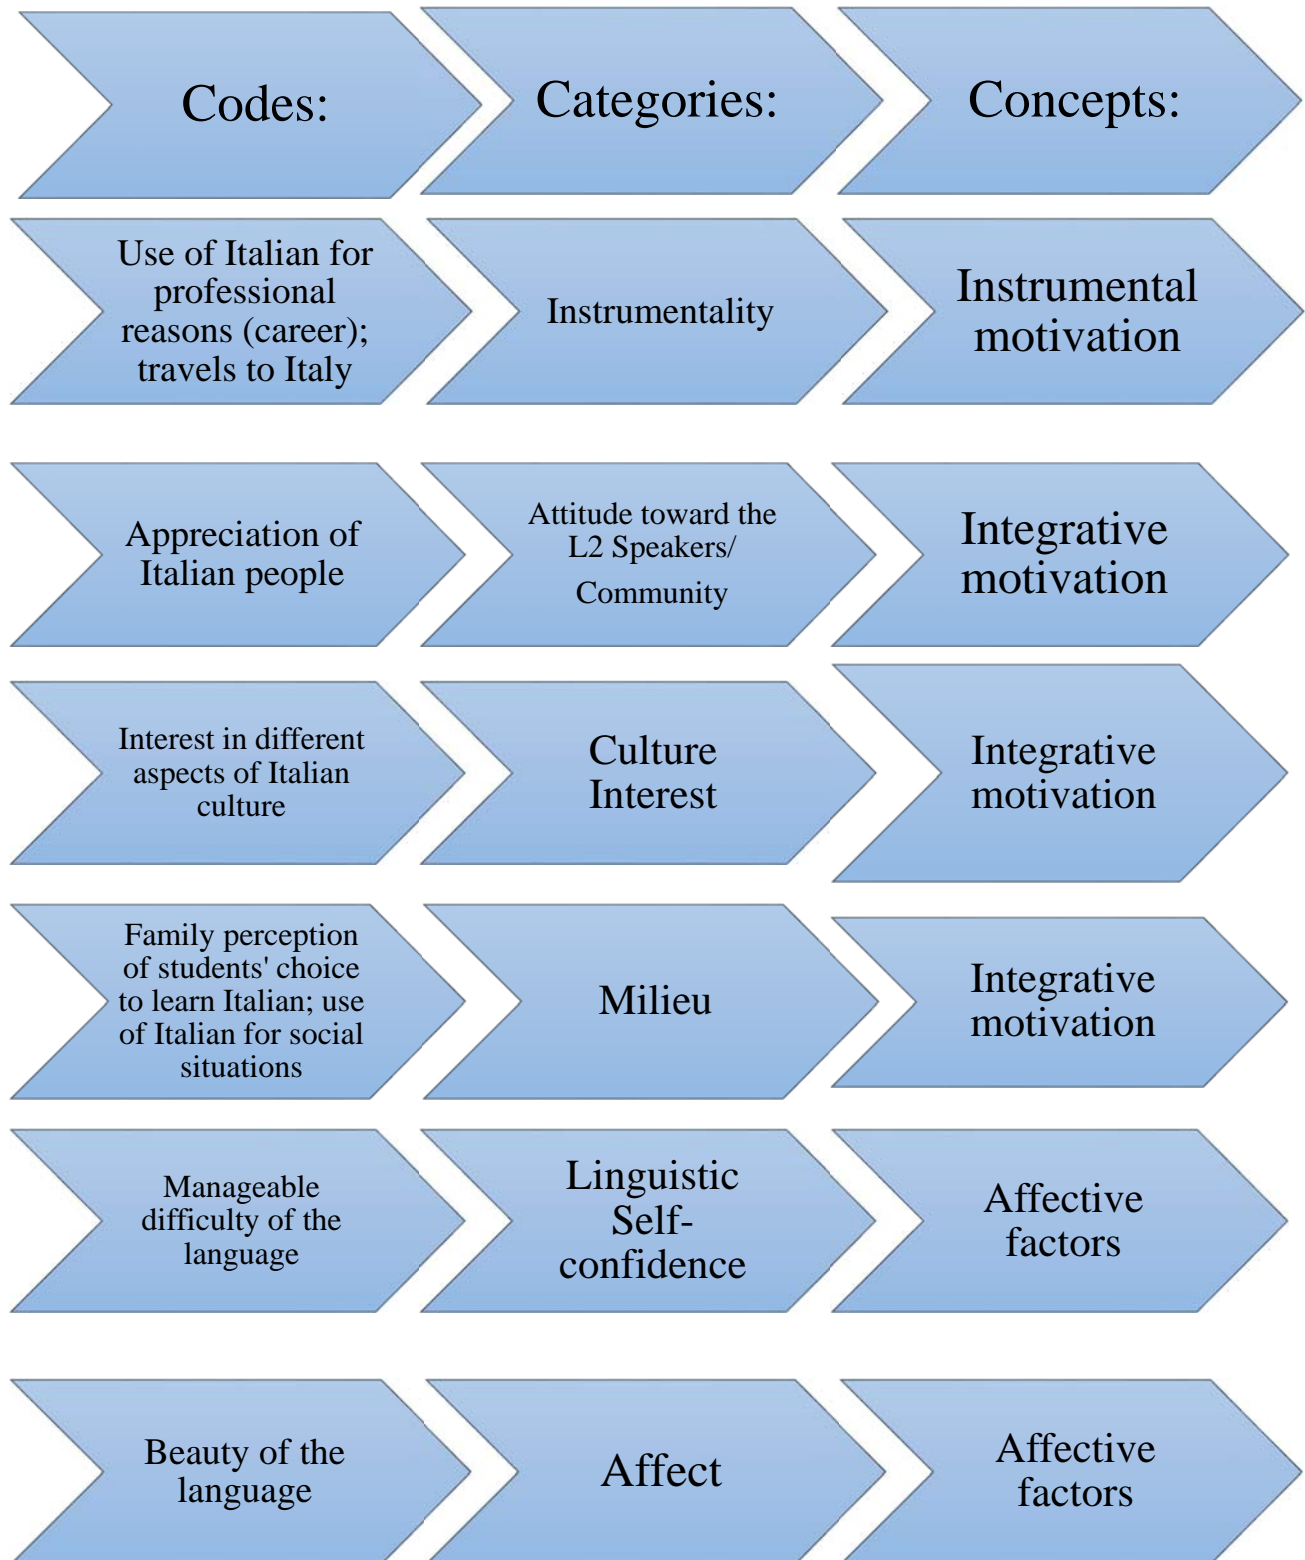 Codes:
Categories:
Concepts:
Use of Italian for
professional
reasons (career);
travels to Italy
Instrumentality
Instrumental
motivation
Appreciation of
Italian people
Attitude toward the
L2 Speakers/
Community
Integrative
motivation
Interest in different
aspects of Italian
culture
Culture
Interest
Integrative
motivation
Family perception
of students' choice
to learn Italian; use
of Italian for social
situations
Milieu
Integrative
motivation
Manageable
difficulty of the
language
Linguistic
Self-
confidence
Affective
factors
Beauty of the
language
Affect
Affective
factors